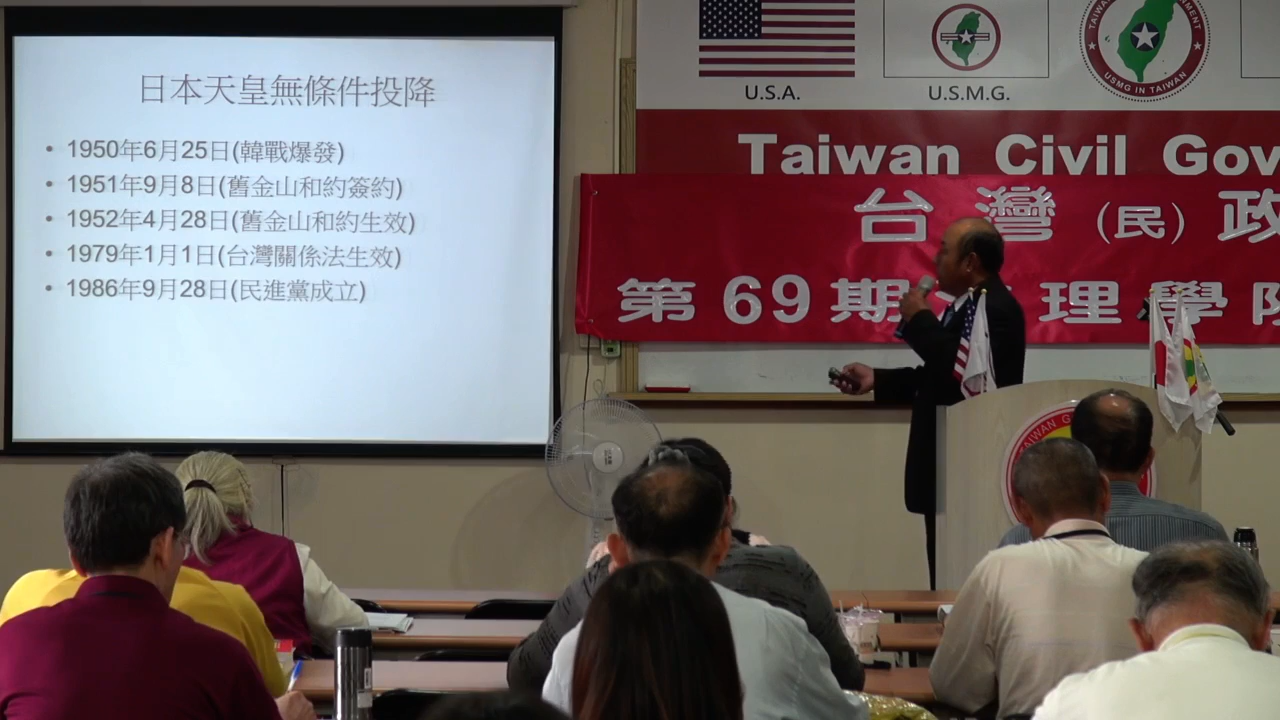 日本天皇無條件投降
• 1950年6月25日(韓戰爆發)
• 1951年9月8日(舊金山和約簽約)
• 1952年4月28日(舊金山和約生效)
• 1979年1月1日(台灣關係法生效)
• 1986年9月28日(民進黨成立)
U.S.A.
U.S.M.G.
USMG IN TAIWAN
Taiwan Civil Gov
台灣(民)政
第69期 理學
TAIWAN G